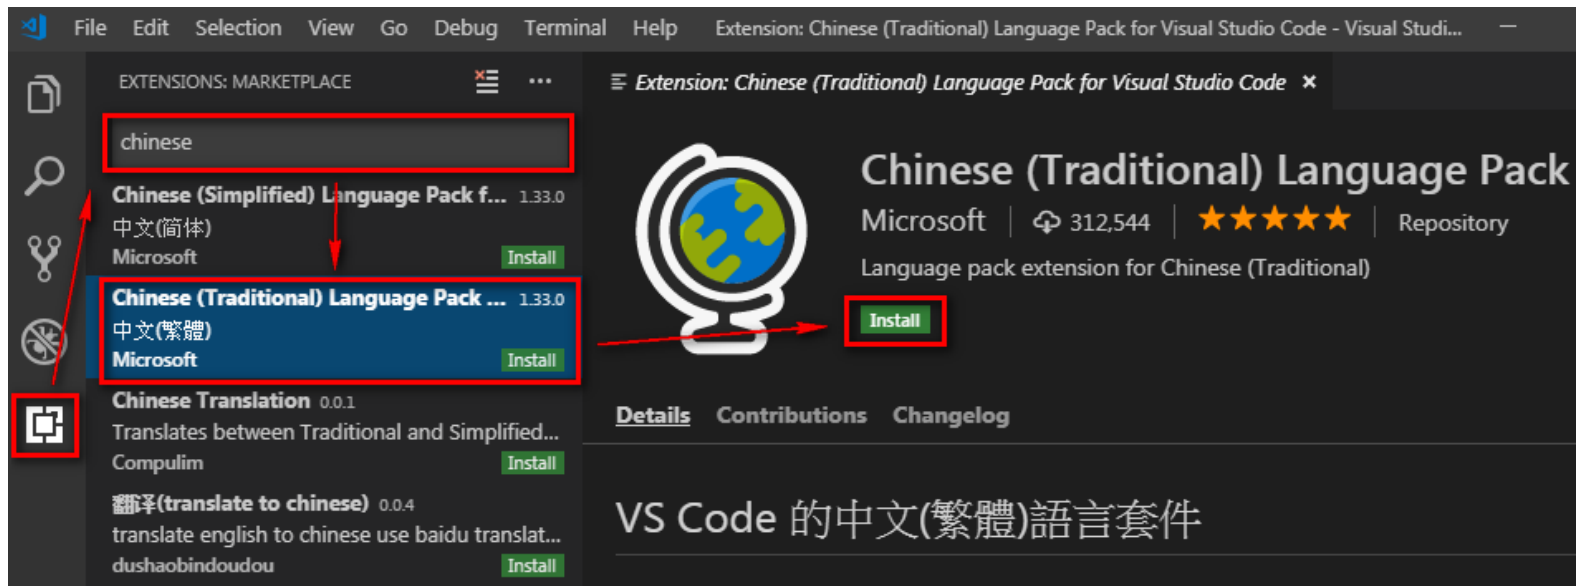 File Edit Selection View Go Debug Terminal Help Extension: Chinese (Traditional) Language Pack for Visual Studio Code - Visual Studi...
EXTENSIONS: MARKETPLACE
chinese
Chinese (Simplified) Language Pack f... 1.33.0
中文(简体)
Microsoft Install
Chinese (Traditional) Language Pack ... 1.33.0
中文(繁體)
Microsoft Install
Chinese Translation 0.0.1
Translates between Traditional and Simplified...
Compulim Install
翻译(translate to chinese) 0.0.4
translate english to chinese use baidu translat...
dushaobindoudou Install
Extension: Chinese (Traditional) Language Pack for Visual Studio Code
Chinese (Traditional) Language Pack
Microsoft 312,544 Repository
Language pack extension for Chinese (Traditional)
Install
Details Contributions Changelog
VS Code 的中文(繁體)語言套件